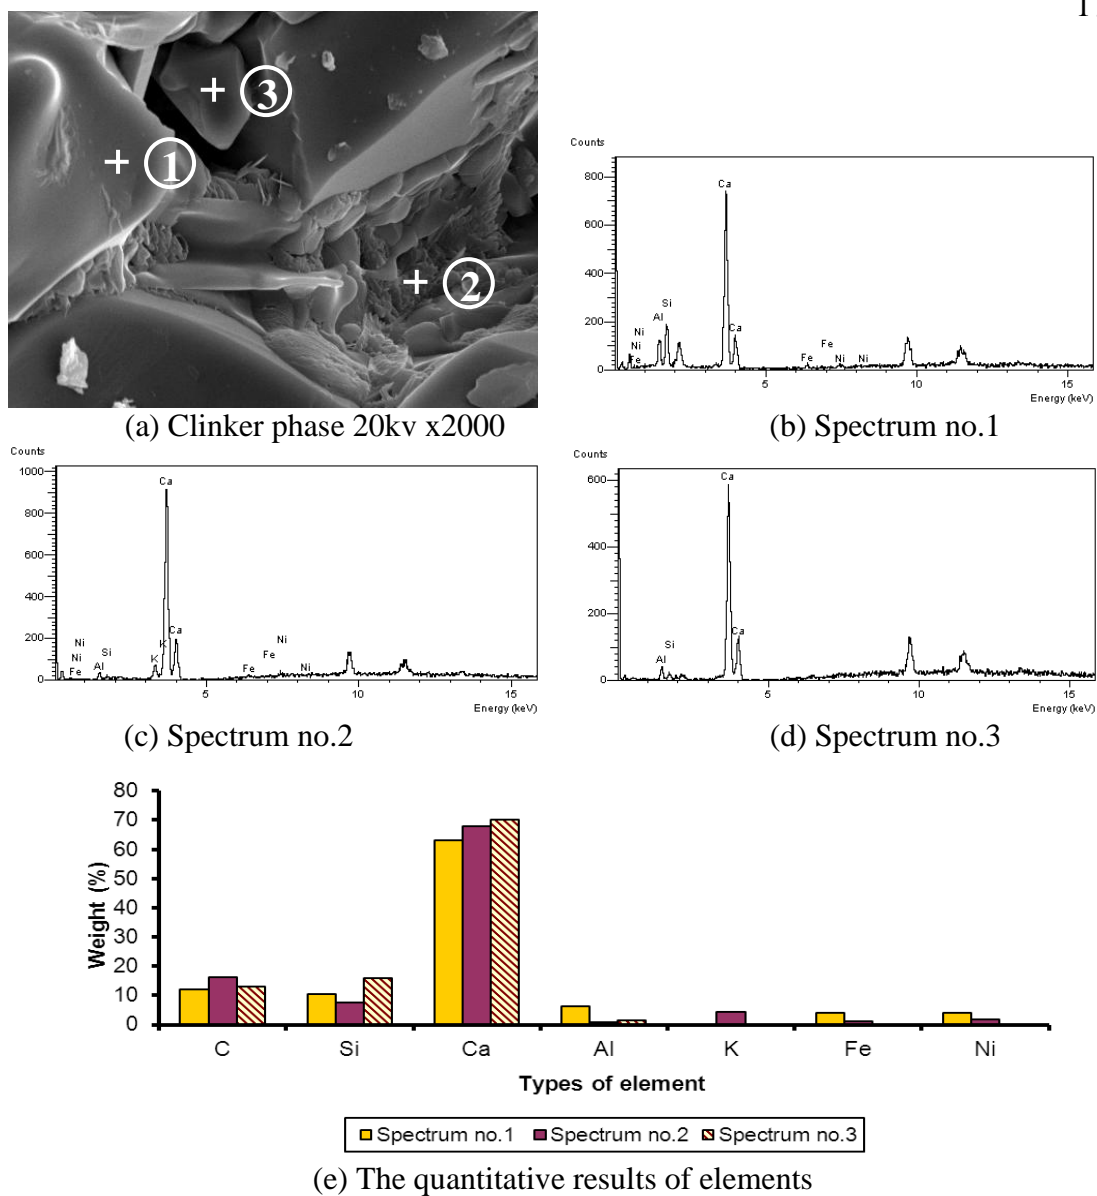 3
1
2
(a) Clinker phase 20kv x2000
Counts
800
600
400
200
0
Ca
Si
Al
Ca
Ni
Ni
Fe
Fe
Fe
Ni
Ni
5
10
15
Energy (keV)
(b) Spectrum no.1
Counts
1000
800
600
400
200
0
Ca
Ni
Ni
Fe
Si
Al
K
K
Ca
Ni
Fe
Fe
Ni
5
10
15
Energy (keV)
(c) Spectrum no.2
Counts
600
400
200
0
Ca
Si
Al
Ca
5
10
15
Energy (keV)
(d) Spectrum no.3
80
70
60
50
40
30
20
10
0
Weight (%)
C Si Ca Al K Fe Ni
Types of element
Spectrum no.1 Spectrum no.2 Spectrum no.3
(e) The quantitative results of elements